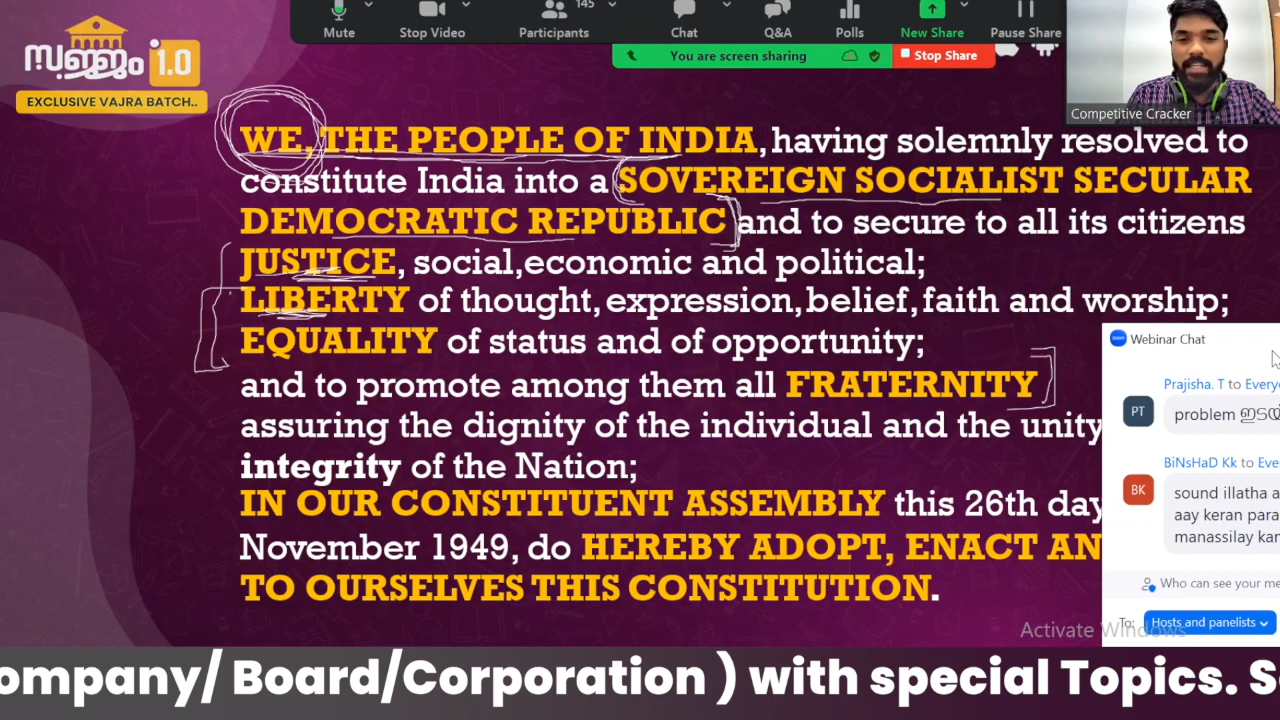 Mute
Stop Video
145
Participants
Chat
Q&A
Polls
New Share
Pause Share
You are screen sharing
Stop Share
1.0
EXCLUSIVE VAJRA BATCH..
Competitive Cracker
WE, THE PEOPLE OF INDIA, having solemnly resolved to
constitute India into a SOVEREIGN SOCIALIST SECULAR
DEMOCRATIC REPUBLIC and to secure to all its citizens
JUSTICE, social, economic and political;
LIBERTY of thought, expression, belief, faith and worship;
EQUALITY of status and of opportunity;
and to promote among them all FRATERNITY
assuring the dignity of the individual and the unity
integrity of the Nation;
IN OUR CONSTITUENT ASSEMBLY this 26th day
November 1949, do HEREBY ADOPT, ENACT AN
TO OURSELVES THIS CONSTITUTION.
zoom
Webinar Chat
Prajisha. T to Every
PT
problem
BiNsHaD Kk to Eve
BK
sound illatha a
aay keran para
manassilay kan
Who can see your me
To: Hosts and panelists
Activate Windows
ompany/ Board/Corporation ) with special Topics. S